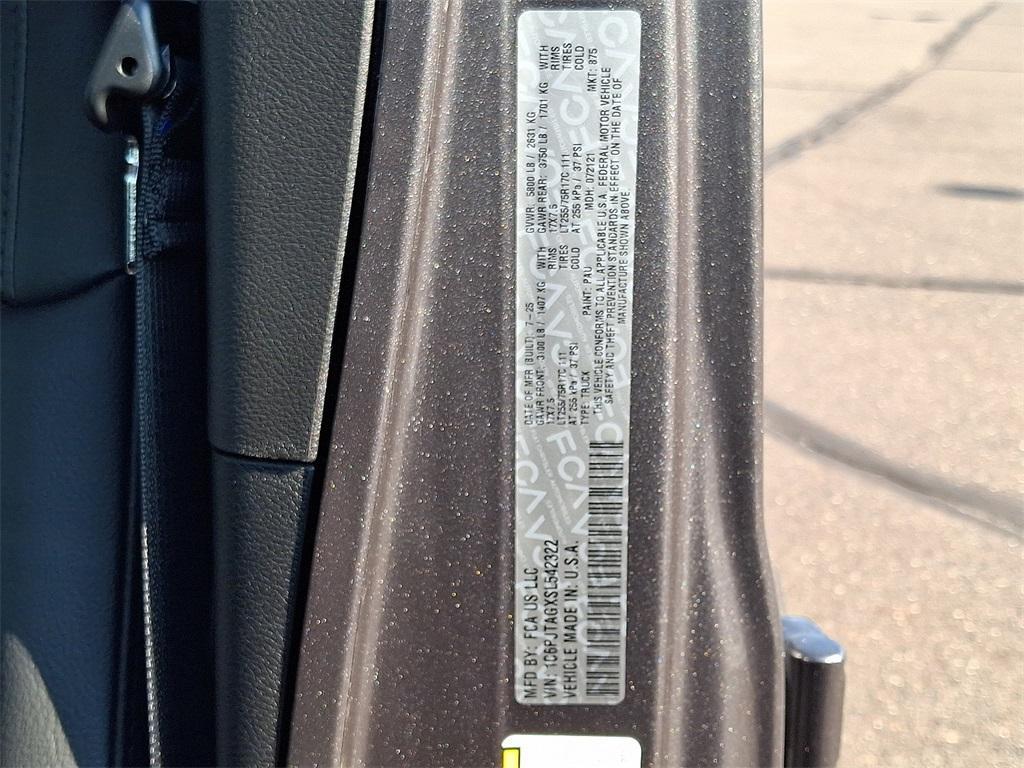 MFD BY: FCA US LLC
VIN: 1C6PJTAGXSL542322
VEHICLE MADE IN: U.S.A.
DATE OF MFR (BUILT): 7-25 GVWR: 5800 LB / 2631 KG
GAWR FRONT: 3100 LB / 1407 KG WITH GAWR REAR: 3750 LB / 1701 KG WITH
17X7.5 RIMS 17X7.5 RIMS
LT255/75R17C 111 TIRES LT255/75R17C 111 TIRES
AT 255 kPa / 37 PSI COLD AT 255 kPa / 37 PSI COLD
TYPE: TRUCK PAINT: PAU MDH: 072121 MKT: 875
THIS VEHICLE CONFORMS TO ALL APPLICABLE U.S.A. FEDERAL MOTOR VEHICLE
SAFETY AND THEFT PREVENTION STANDARDS IN EFFECT ON THE DATE OF
MANUFACTURE SHOWN ABOVE.